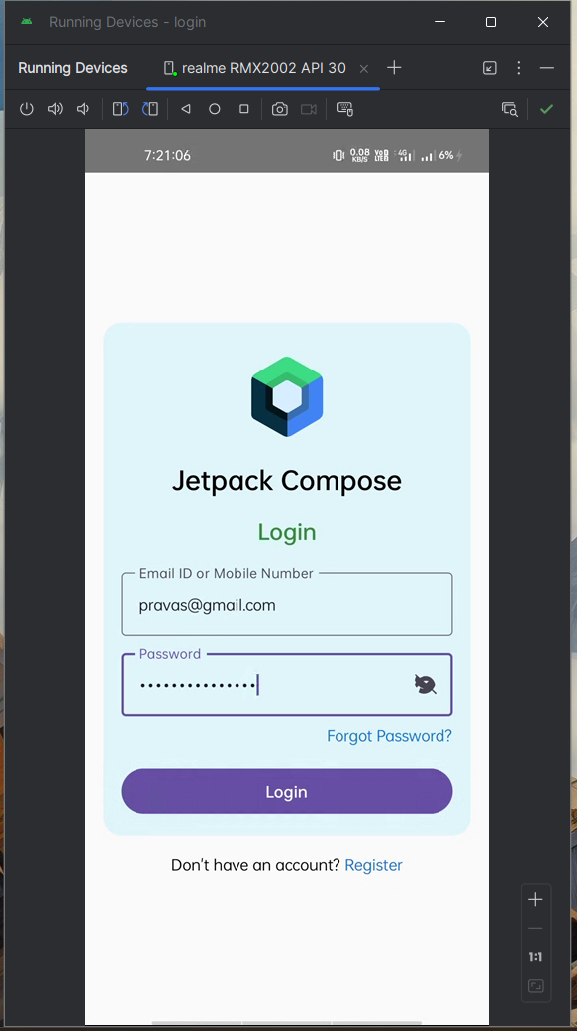 Running Devices - login
Running Devices
realme RMX2002 API 30
7:21:06
0.08 KB/S
VoD LTE
4G
6%
Jetpack Compose
Login
Email ID or Mobile Number
pravas@gmail.com
Password
•••••••••••••••
Forgot Password?
Login
Don't have an account? Register
1:1